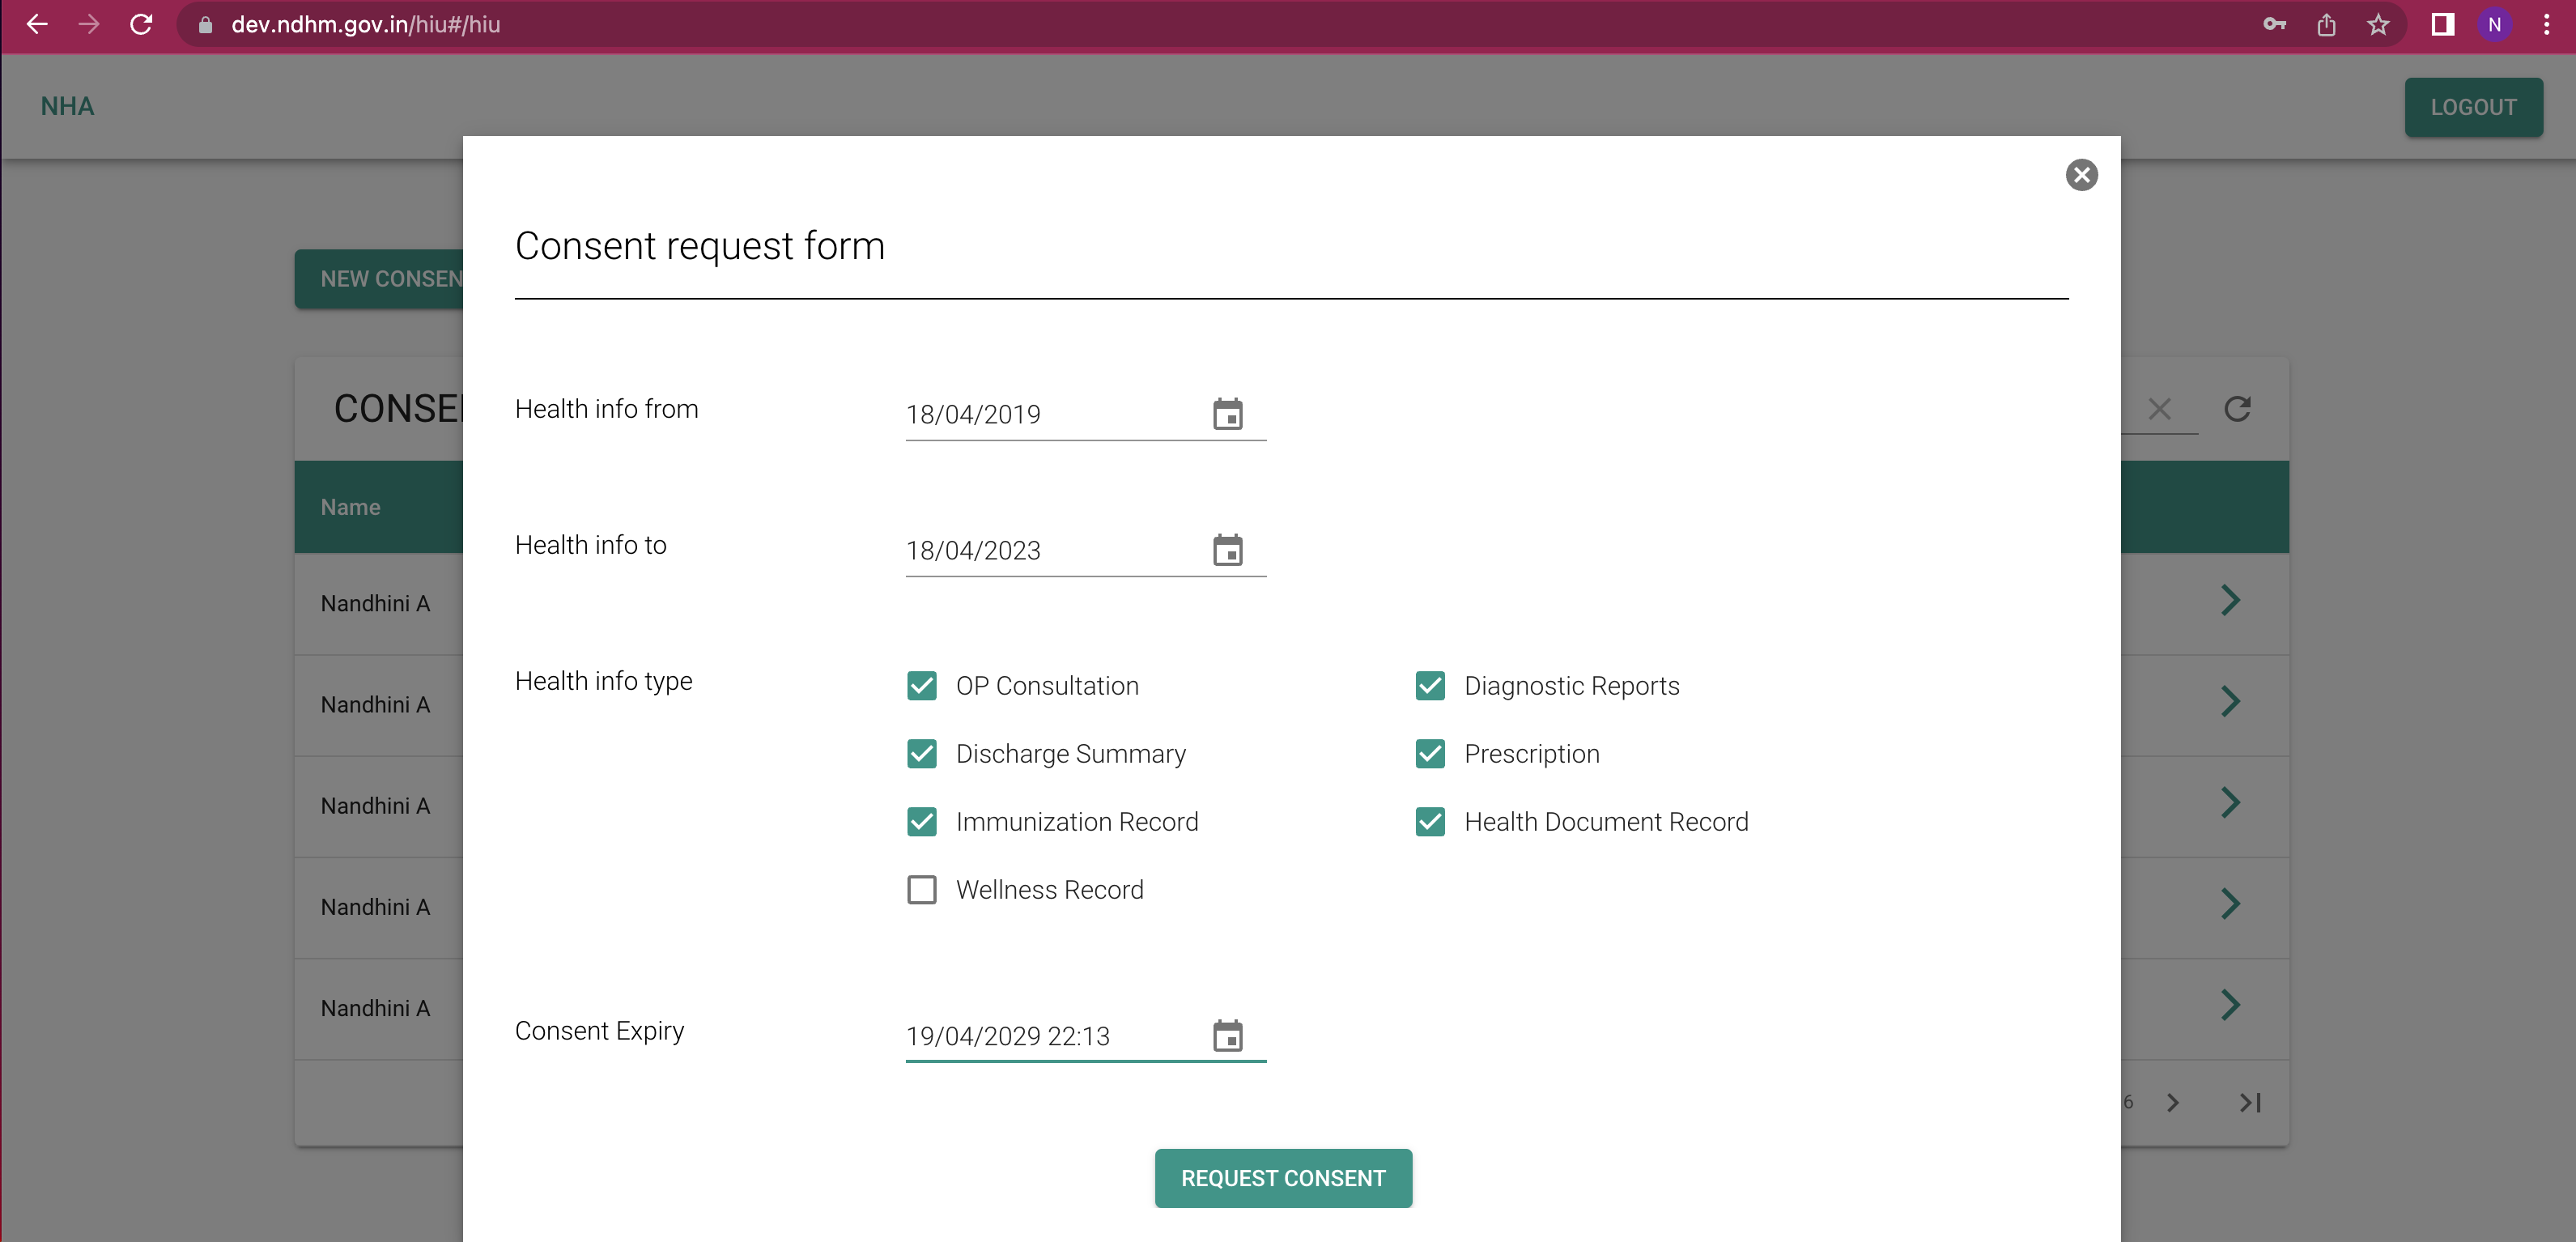 dev.ndhm.gov.in/hiu#/hiu
N
NHA
LOGOUT
Consent request form
NEW CONSEN
CONSE
Health info from 18/04/2019
Name
Health info to 18/04/2023
Nandhini A
Health info type
OP Consultation Diagnostic Reports
Nandhini A
Discharge Summary Prescription
Nandhini A
Immunization Record Health Document Record
Wellness Record
Nandhini A
Nandhini A
Consent Expiry 19/04/2029 22:13
6
REQUEST CONSENT